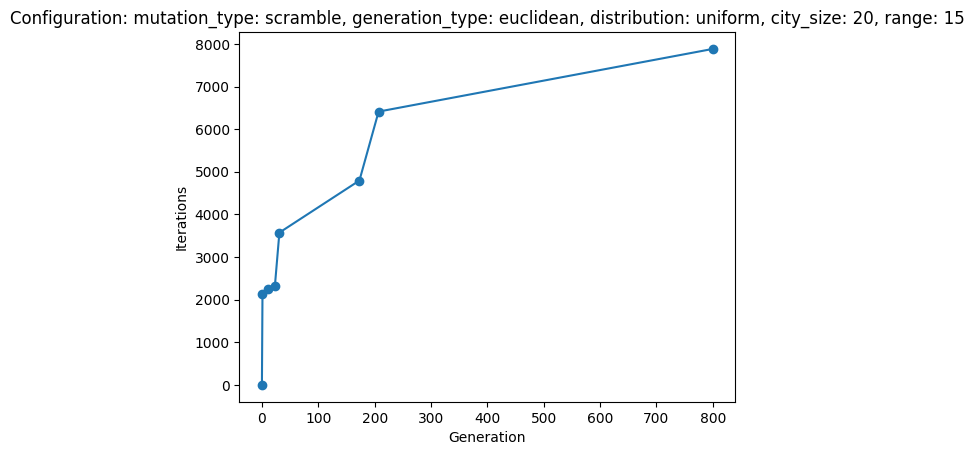 Configuration: mutation_type: scramble, generation_type: euclidean, distribution: uniform, city_size: 20, range: 15
8000
7000
6000
5000
4000
3000
2000
1000
0
Iterations
0 100 200 300 400 500 600 700 800
Generation